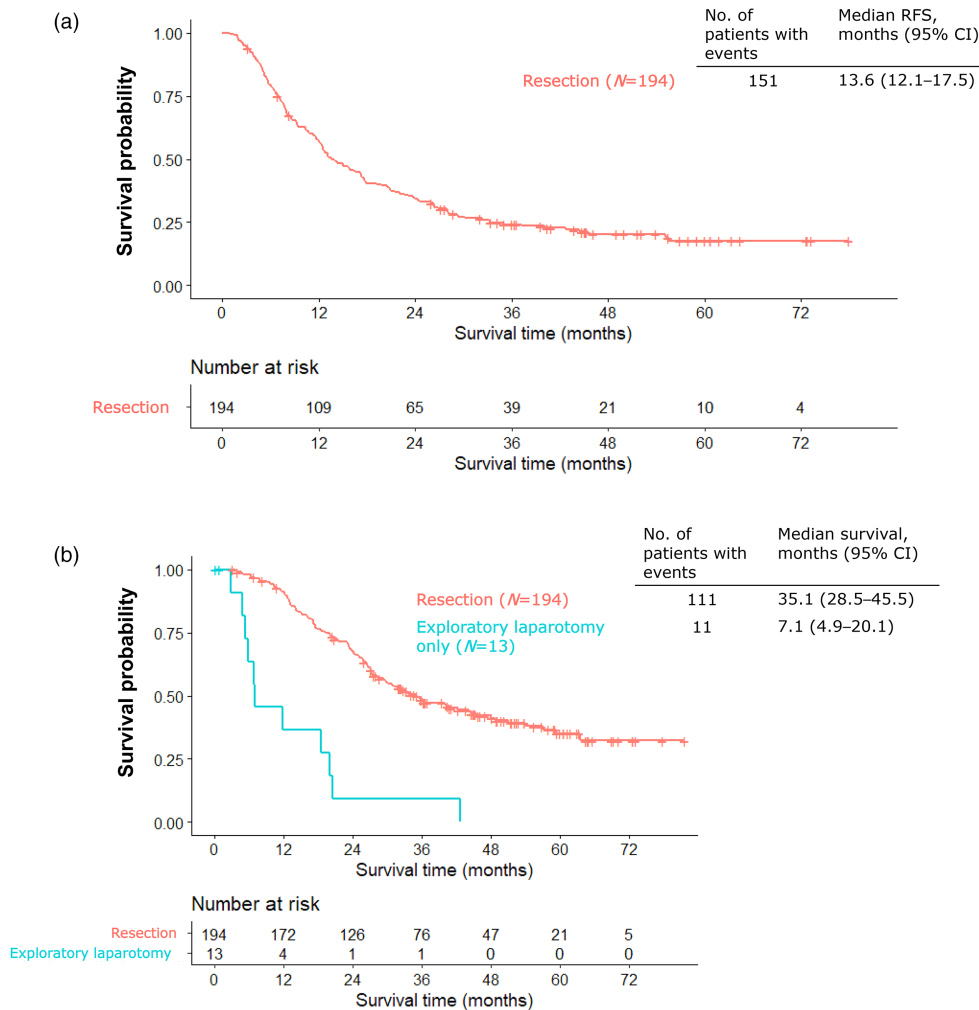 (a)
No. of patients with events
Median RFS, months (95% CI)
Resection (N=194) 151 13.6 (12.1–17.5)
Survival probability
1.00
0.75
0.50
0.25
0.00
0 12 24 36 48 60 72
Survival time (months)
Number at risk
Resection 194 109 65 39 21 10 4
0 12 24 36 48 60 72
Survival time (months)
(b)
No. of patients with events
Median survival, months (95% CI)
Resection (N=194) 111 35.1 (28.5–45.5)
Exploratory laparotomy only (N=13) 11 7.1 (4.9–20.1)
Survival probability
1.00
0.75
0.50
0.25
0.00
0 12 24 36 48 60 72
Survival time (months)
Number at risk
Resection 194 172 126 76 47 21 5
Exploratory laparotomy 13 4 1 1 0 0 0
0 12 24 36 48 60 72
Survival time (months)